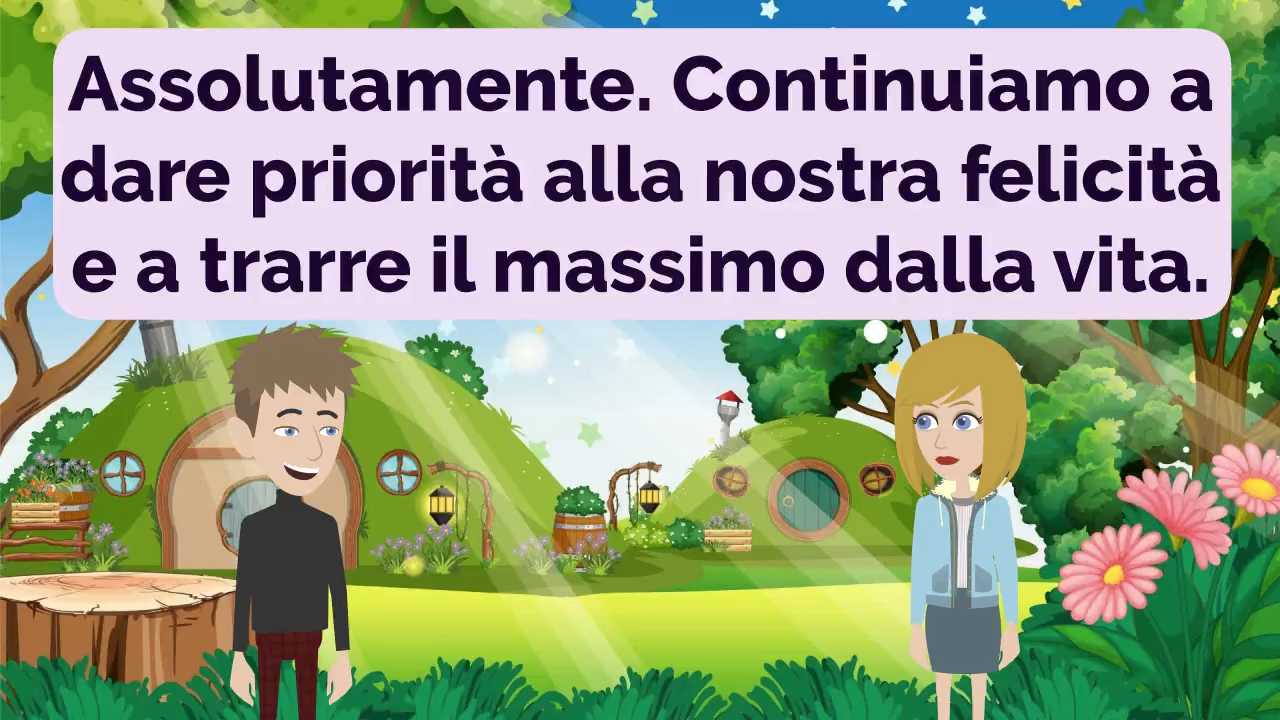 Assolutamente. Continuiamo a
dare priorità alla nostra felicità
e a trarre il massimo dalla vita.